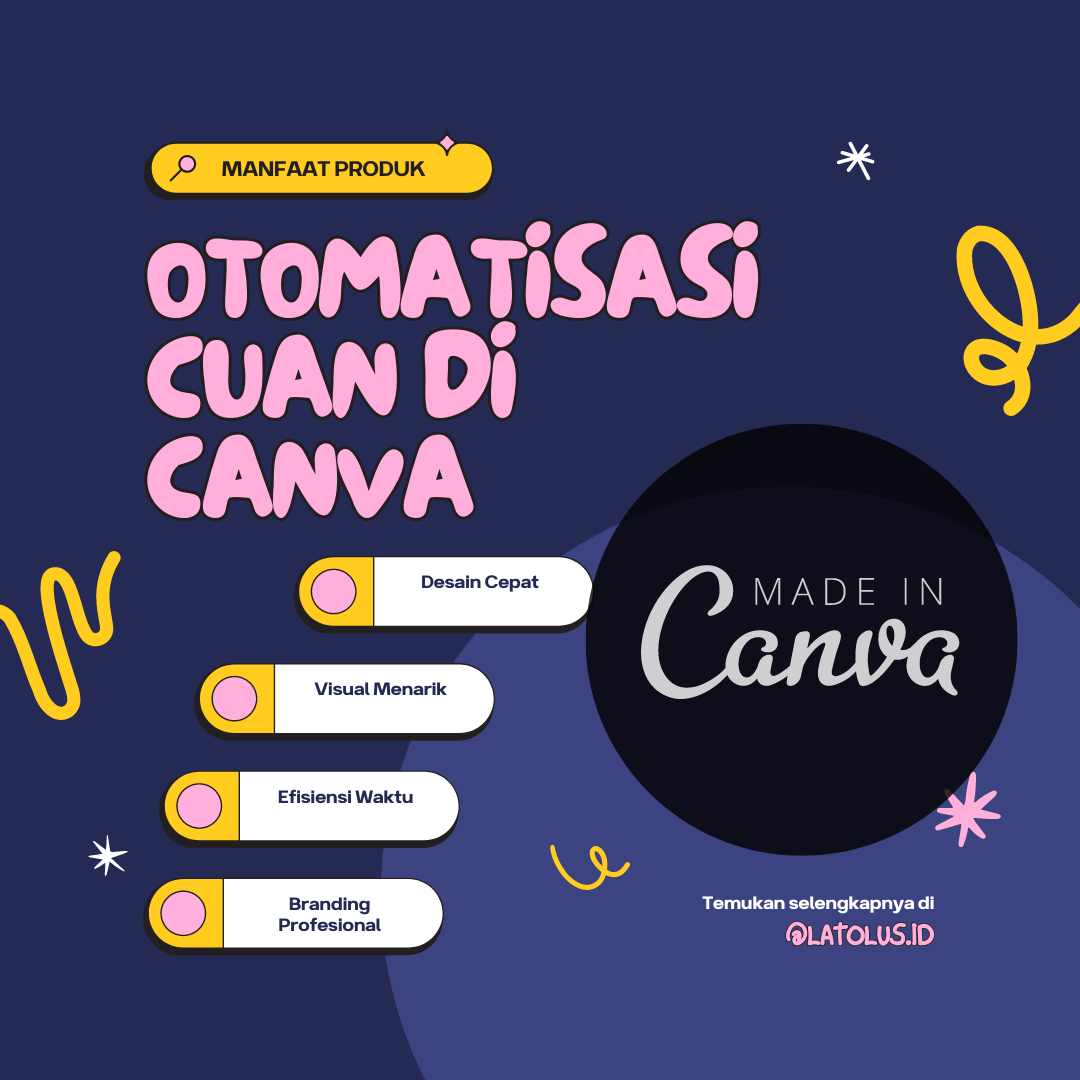 MANFAAT PRODUK
OTOMATiSASi
CUAN Di
CANVA
Desain Cepat
MADE IN
Canva
Visual Menarik
Efisiensi Waktu
Branding
Profesional
Temukan selengkapnya di
@LATOLUS.ID